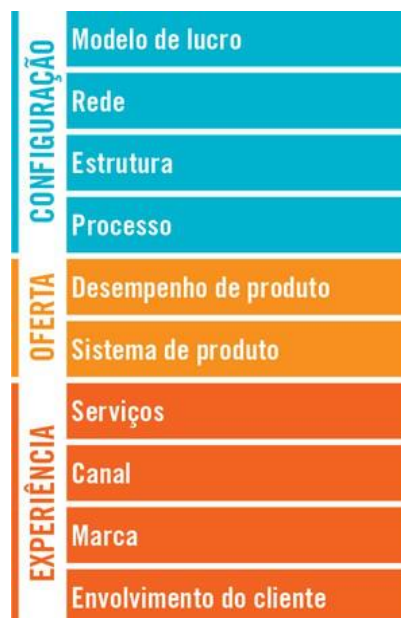 CONFIGURAÇÃO
Modelo de lucro
Rede
Estrutura
Processo
OFERTA
Desempenho de produto
Sistema de produto
EXPERIÊNCIA
Serviços
Canal
Marca
Envolvimento do cliente